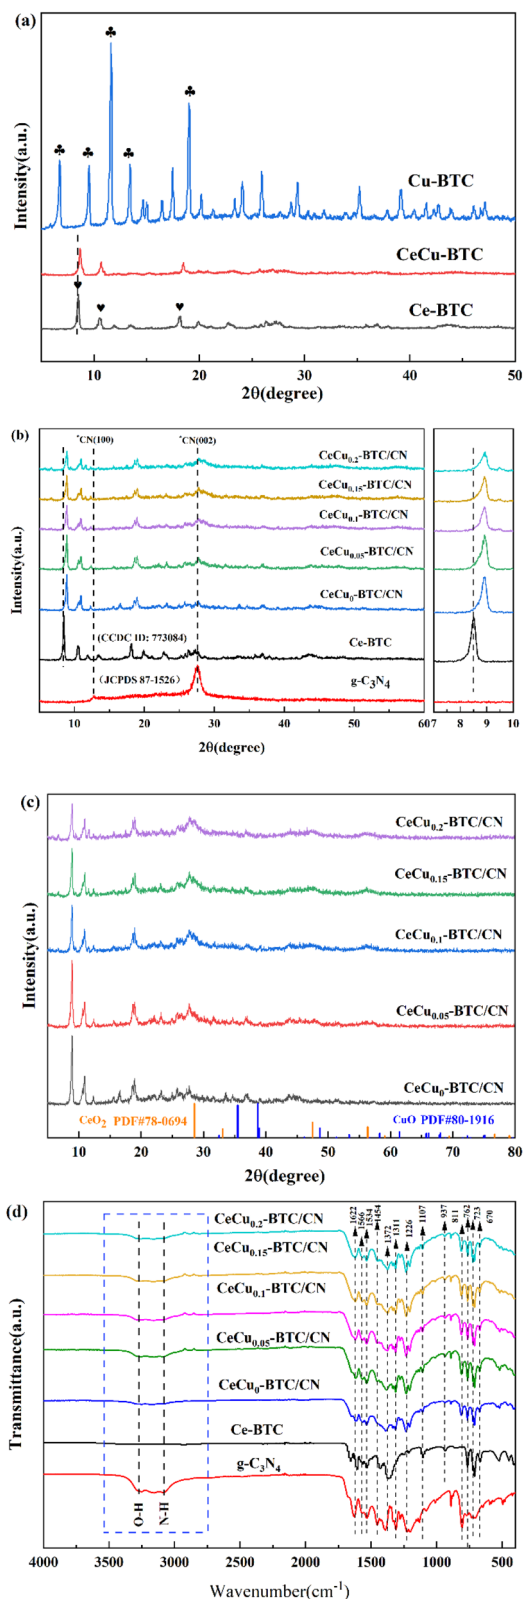 (a)
♣
♣
♣
♣
♣
Cu-BTC
CeCu-BTC
♥
♥
♥
Ce-BTC
Intensity(a.u.)
10 20 30 40 50
2θ(degree)
(b)
*CN(100)
*CN(002)
CeCu0.2-BTC/CN
CeCu0.15-BTC/CN
CeCu0.1-BTC/CN
CeCu0.05-BTC/CN
CeCu0-BTC/CN
(CCDC ID: 773084)
Ce-BTC
(JCPDS 87-1526)
g-C3N4
Intensity(a.u.)
10 20 30 40 50 60
7 8 9 10
2θ(degree)
2θ(degree)
(c)
CeCu0.2-BTC/CN
CeCu0.15-BTC/CN
CeCu0.1-BTC/CN
CeCu0.05-BTC/CN
CeCu0-BTC/CN
CeO2 PDF#78-0694
CuO PDF#80-1916
Intensity(a.u.)
10 20 30 40 50 60 70 80
2θ(degree)
(d)
CeCu0.2-BTC/CN
CeCu0.15-BTC/CN
CeCu0.1-BTC/CN
CeCu0.05-BTC/CN
CeCu0-BTC/CN
Ce-BTC
g-C3N4
1622
1566
1534
1454
1372
1311
1226
1107
937
811
762
723
670
O-H
N-H
Transmittance(a.u.)
4000 3500 3000 2500 2000 1500 1000 500
Wavenumber(cm-1)